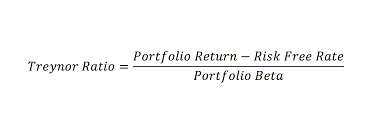 Treynor Ratio = Portfolio Return − Risk Free Rate / Portfolio Beta